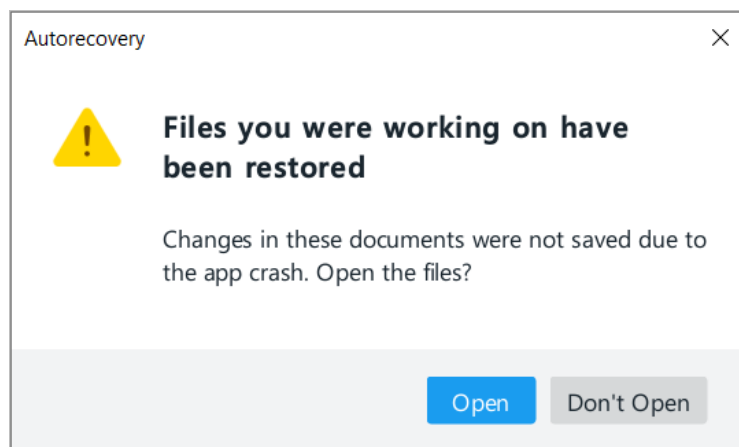 Autorecovery
Files you were working on have
been restored
Changes in these documents were not saved due to
the app crash. Open the files?
Open
Don't Open